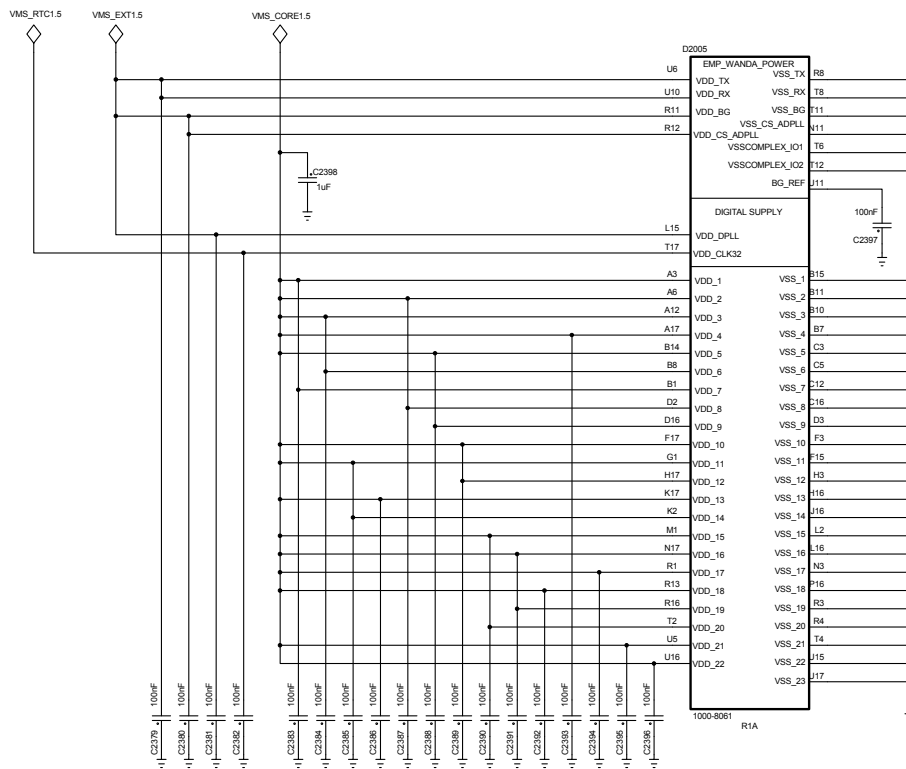 VMS_RTC1.5 VMS_EXT1.5 VMS_CORE1.5
D2005
EMP_WANDA_POWER
U6 VDD_TX VSS_TX R8
U10 VDD_RX VSS_RX T8
R11 VDD_BG VSS_BG T11
R12 VDD_CS_ADPLL VSS_CS_ADPLL N11
VSSCOMPLEX_IO1 T6
VSSCOMPLEX_IO2 T12
BG_REF U11
C2398
1uF
DIGITAL SUPPLY
100nF
C2397
L15 VDD_DPLL
T17 VDD_CLK32
A3 VDD_1 VSS_1 B15
A6 VDD_2 VSS_2 B11
A12 VDD_3 VSS_3 B10
A17 VDD_4 VSS_4 B7
B14 VDD_5 VSS_5 C3
B8 VDD_6 VSS_6 C5
B1 VDD_7 VSS_7 C12
D2 VDD_8 VSS_8 C16
D16 VDD_9 VSS_9 D3
F17 VDD_10 VSS_10 F3
G1 VDD_11 VSS_11 F15
H17 VDD_12 VSS_12 H3
K17 VDD_13 VSS_13 H16
K2 VDD_14 VSS_14 J16
M1 VDD_15 VSS_15 L2
N17 VDD_16 VSS_16 L16
R1 VDD_17 VSS_17 N3
R13 VDD_18 VSS_18 P16
R16 VDD_19 VSS_19 R3
T2 VDD_20 VSS_20 R4
U5 VDD_21 VSS_21 T4
U16 VDD_22 VSS_22 U15
VSS_23 U17
100nF 100nF 100nF 100nF 100nF 100nF 100nF 100nF 100nF 100nF 100nF 100nF 100nF 100nF 100nF 100nF 100nF 100nF
C2379 C2380 C2381 C2382 C2383 C2384 C2385 C2386 C2387 C2388 C2389 C2390 C2391 C2392 C2393 C2394 C2395 C2396
1000-8061
R1A